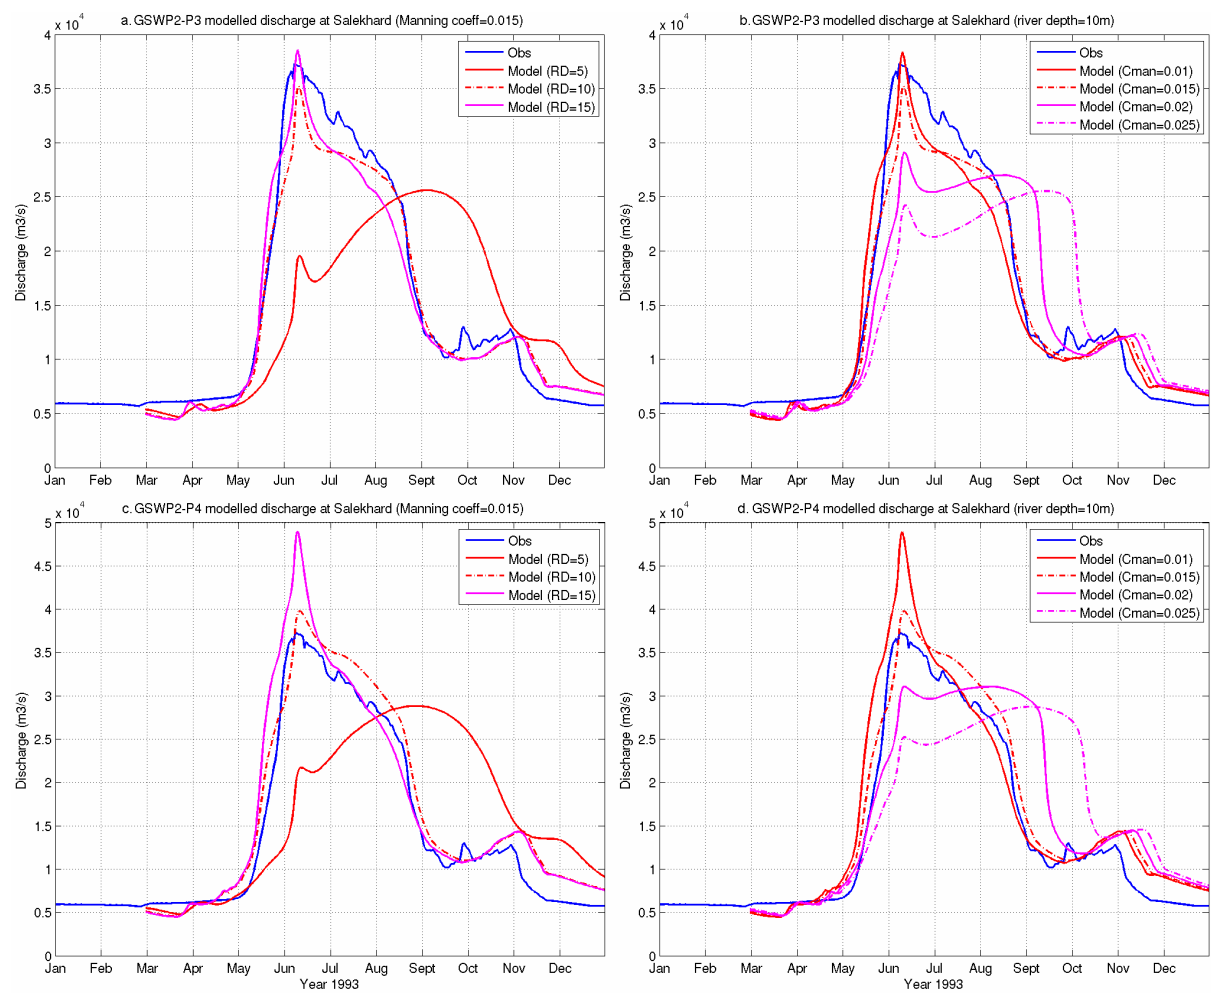 a. GSWP2-P3 modelled discharge at Salekhard (Manning coeff=0.015)
x 10^4
4
3.5
3
2.5
2
1.5
1
0.5
0
Discharge (m3/s)
Obs
Model (RD=5)
Model (RD=10)
Model (RD=15)
Jan Feb Mar Apr May Jun Jul Aug Sept Oct Nov Dec
b. GSWP2-P3 modelled discharge at Salekhard (river depth=10m)
x 10^4
4
3.5
3
2.5
2
1.5
1
0.5
0
Discharge (m3/s)
Obs
Model (Cman=0.01)
Model (Cman=0.015)
Model (Cman=0.02)
Model (Cman=0.025)
Jan Feb Mar Apr May Jun Jul Aug Sept Oct Nov Dec
c. GSWP2-P4 modelled discharge at Salekhard (Manning coeff=0.015)
x 10^4
5
4.5
4
3.5
3
2.5
2
1.5
1
0.5
0
Discharge (m3/s)
Obs
Model (RD=5)
Model (RD=10)
Model (RD=15)
Jan Feb Mar Apr May Jun Jul Aug Sept Oct Nov Dec
Year 1993
d. GSWP2-P4 modelled discharge at Salekhard (river depth=10m)
x 10^4
5
4.5
4
3.5
3
2.5
2
1.5
1
0.5
0
Discharge (m3/s)
Obs
Model (Cman=0.01)
Model (Cman=0.015)
Model (Cman=0.02)
Model (Cman=0.025)
Jan Feb Mar Apr May Jun Jul Aug Sept Oct Nov Dec
Year 1993